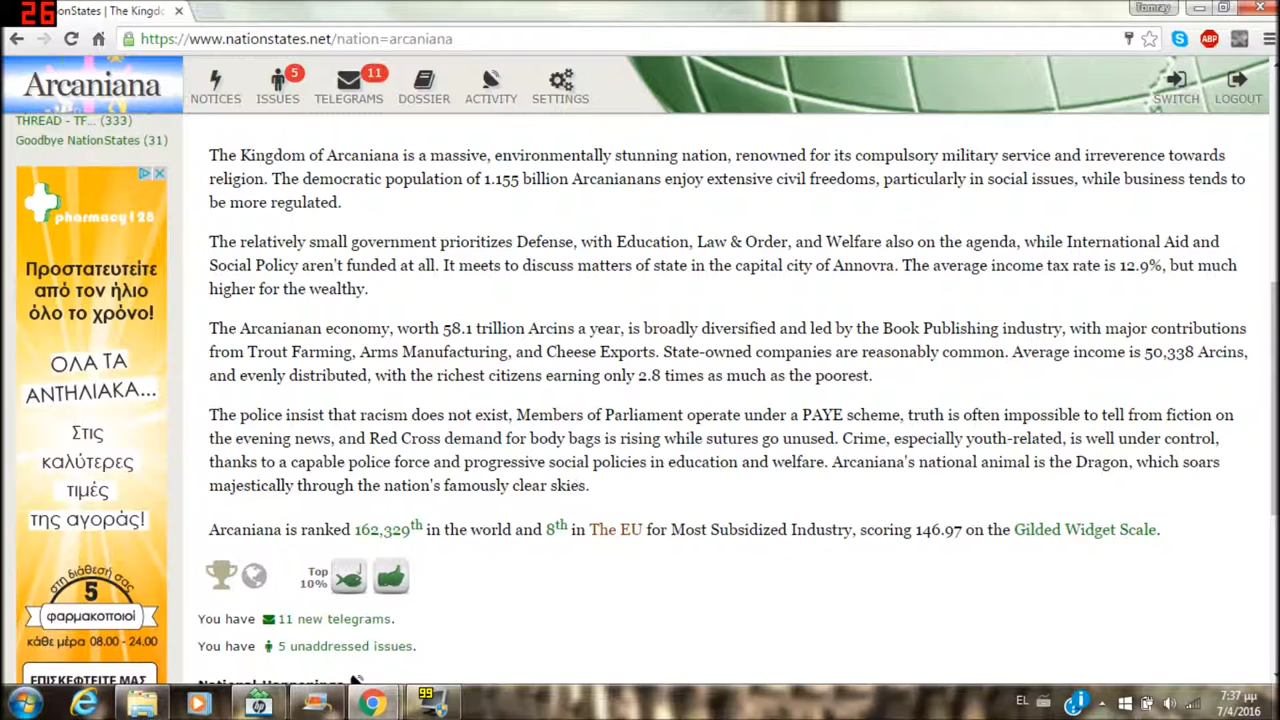 26
onStates | The Kingdo
Tomray
https://www.nationstates.net/nation=arcaniana
ABP
Arcaniana
5
11
NOTICES
ISSUES
TELEGRAMS
DOSSIER
ACTIVITY
SETTINGS
SWITCH
LOGOUT
THREAD - TF... (333)
Goodbye NationStates (31)
pharmacy128
Προστατευτείτε
από τον ήλιο
όλο το χρόνο!
ΟΛΑ ΤΑ
ΑΝΤΗΛΙΑΚΑ...
Στις
καλύτερες
τιμές
της αγοράς!
στη διάθεσή σας
5
φαρμακοποιοί
κάθε μέρα 08.00 - 24.00
ΕΠΙΣΚΕΦΤΕΙΤΕ ΜΑΣ
The Kingdom of Arcaniana is a massive, environmentally stunning nation, renowned for its compulsory military service and irreverence towards
religion. The democratic population of 1.155 billion Arcanianans enjoy extensive civil freedoms, particularly in social issues, while business tends to
be more regulated.
The relatively small government prioritizes Defense, with Education, Law & Order, and Welfare also on the agenda, while International Aid and
Social Policy aren't funded at all. It meets to discuss matters of state in the capital city of Annovra. The average income tax rate is 12.9%, but much
higher for the wealthy.
The Arcanianan economy, worth 58.1 trillion Arcins a year, is broadly diversified and led by the Book Publishing industry, with major contributions
from Trout Farming, Arms Manufacturing, and Cheese Exports. State-owned companies are reasonably common. Average income is 50,338 Arcins,
and evenly distributed, with the richest citizens earning only 2.8 times as much as the poorest.
The police insist that racism does not exist, Members of Parliament operate under a PAYE scheme, truth is often impossible to tell from fiction on
the evening news, and Red Cross demand for body bags is rising while sutures go unused. Crime, especially youth-related, is well under control,
thanks to a capable police force and progressive social policies in education and welfare. Arcaniana's national animal is the Dragon, which soars
majestically through the nation's famously clear skies.
Arcaniana is ranked 162,329th in the world and 8th in The EU for Most Subsidized Industry, scoring 146.97 on the Gilded Widget Scale.
Top
10%
You have 11 new telegrams.
You have 5 unaddressed issues.
National Happenings
99
EL
7:37 μμ
7/4/2016